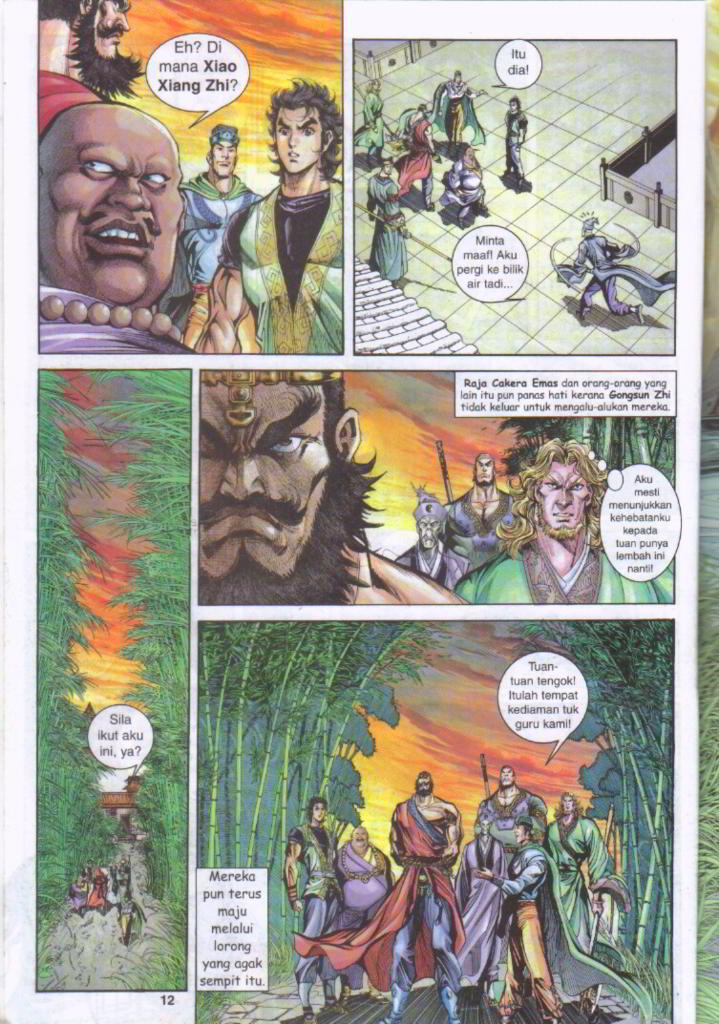 Eh? Di
mana Xiao
Xiang Zhi?
Itu
dia!
Minta
maaf! Aku
pergi ke bilik
air tadi...
Raja Cakera Emas dan orang-orang yang
lain itu pun panas hati kerana Gongsun Zhi
tidak keluar untuk mengalu-alukan mereka.
Aku
mesti
menunjukkan
kehebatanku
kepada
tuan punya
lembah ini
nanti!
Sila
ikut aku
ini, ya?
Tuan-
tuan tengok!
Itulah tempat
kediaman tuk
guru kami!
Mereka
pun terus
maju
melalui
lorong
yang agak
sempit itu.
12